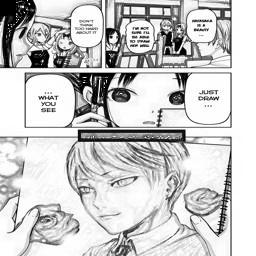 SHIROGANE IS A
BEAUTY
...
I'M NOT
SURE I'LL
BE ABLE
TO DRAW
HER WELL
DON'T
THINK
TOO HARD
ABOUT IT
JUST
DRAW
...
...
WHAT
YOU
SEE